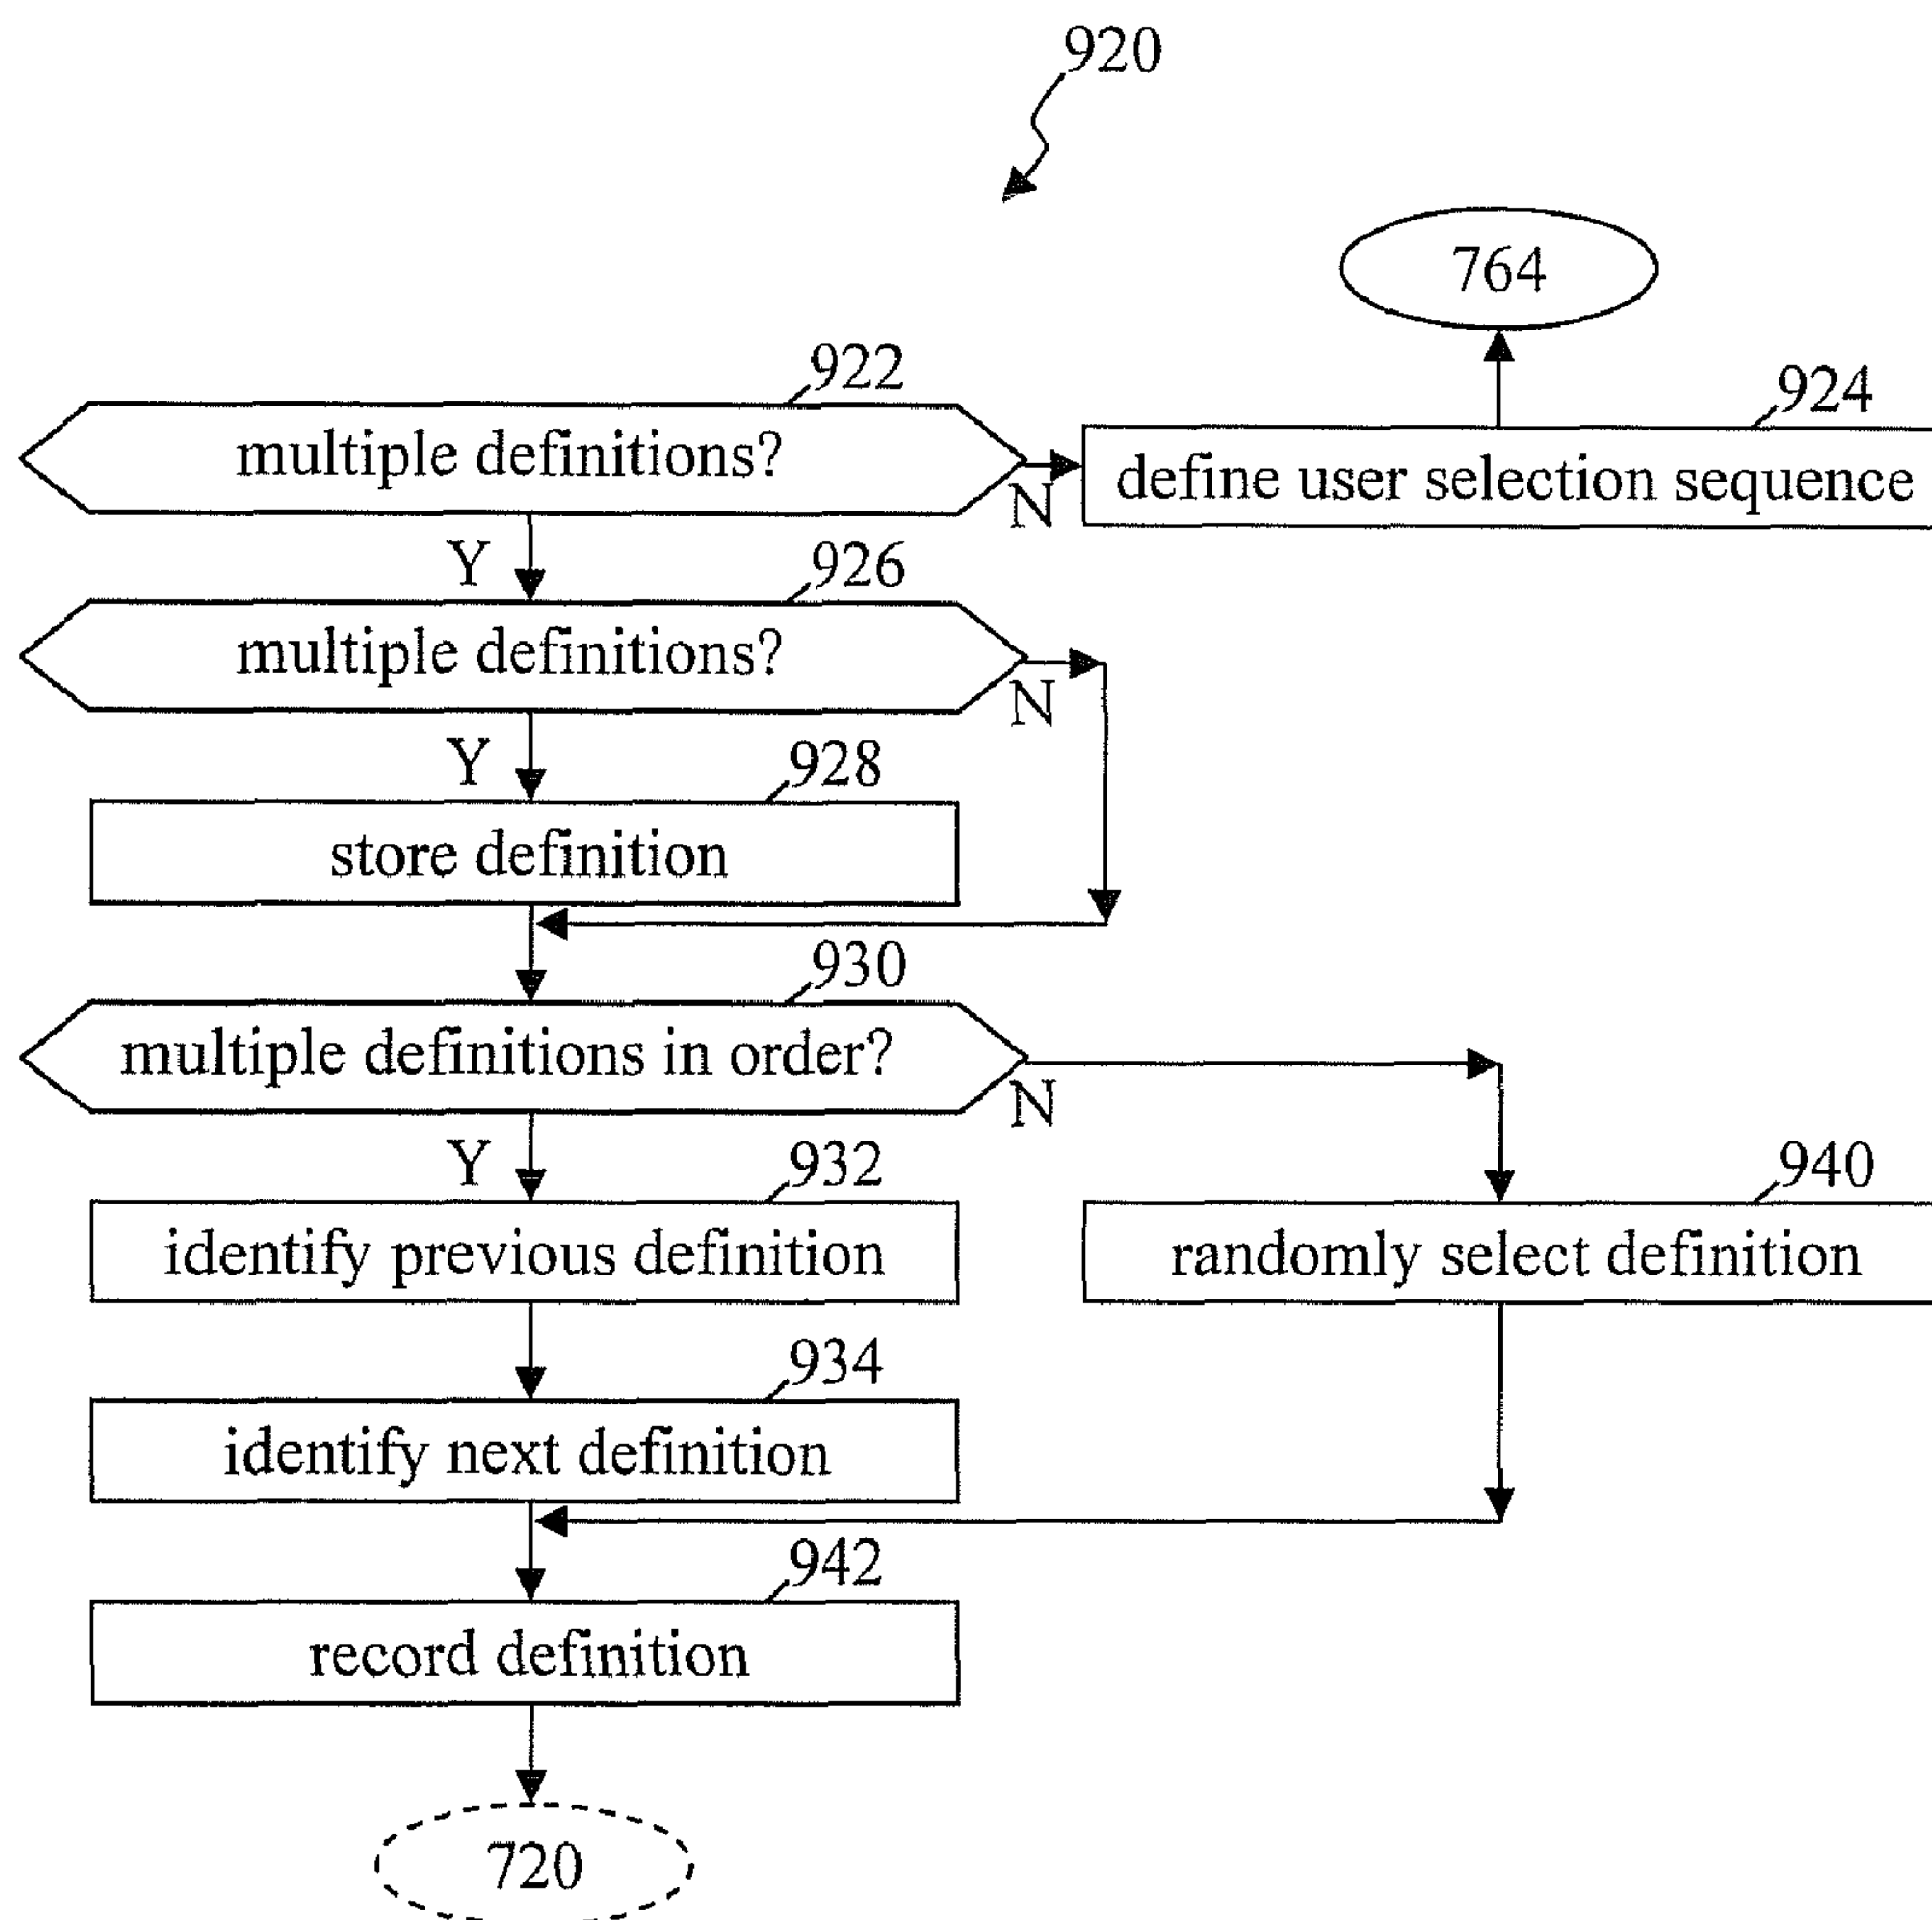 920
764
922
multiple definitions?
N
924
define user selection sequence
Y
926
multiple definitions?
N
Y
928
store definition
930
multiple definitions in order?
N
Y
932
identify previous definition
940
randomly select definition
934
identify next definition
942
record definition
720